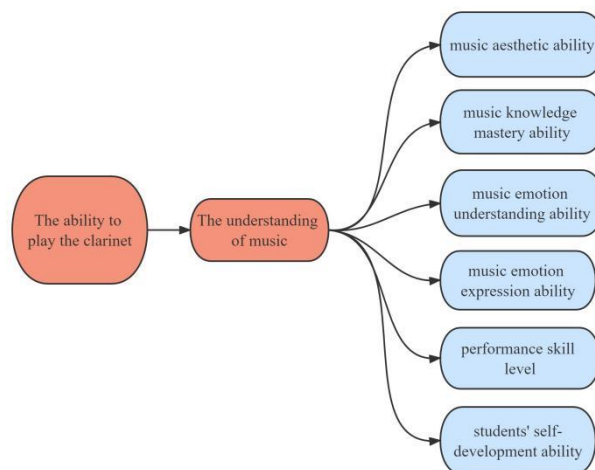 music aesthetic ability
music knowledge
mastery ability
music emotion
understanding ability
The ability to
play the clarinet
The understanding
of music
music emotion
expression ability
performance skill
level
students' self-
development ability